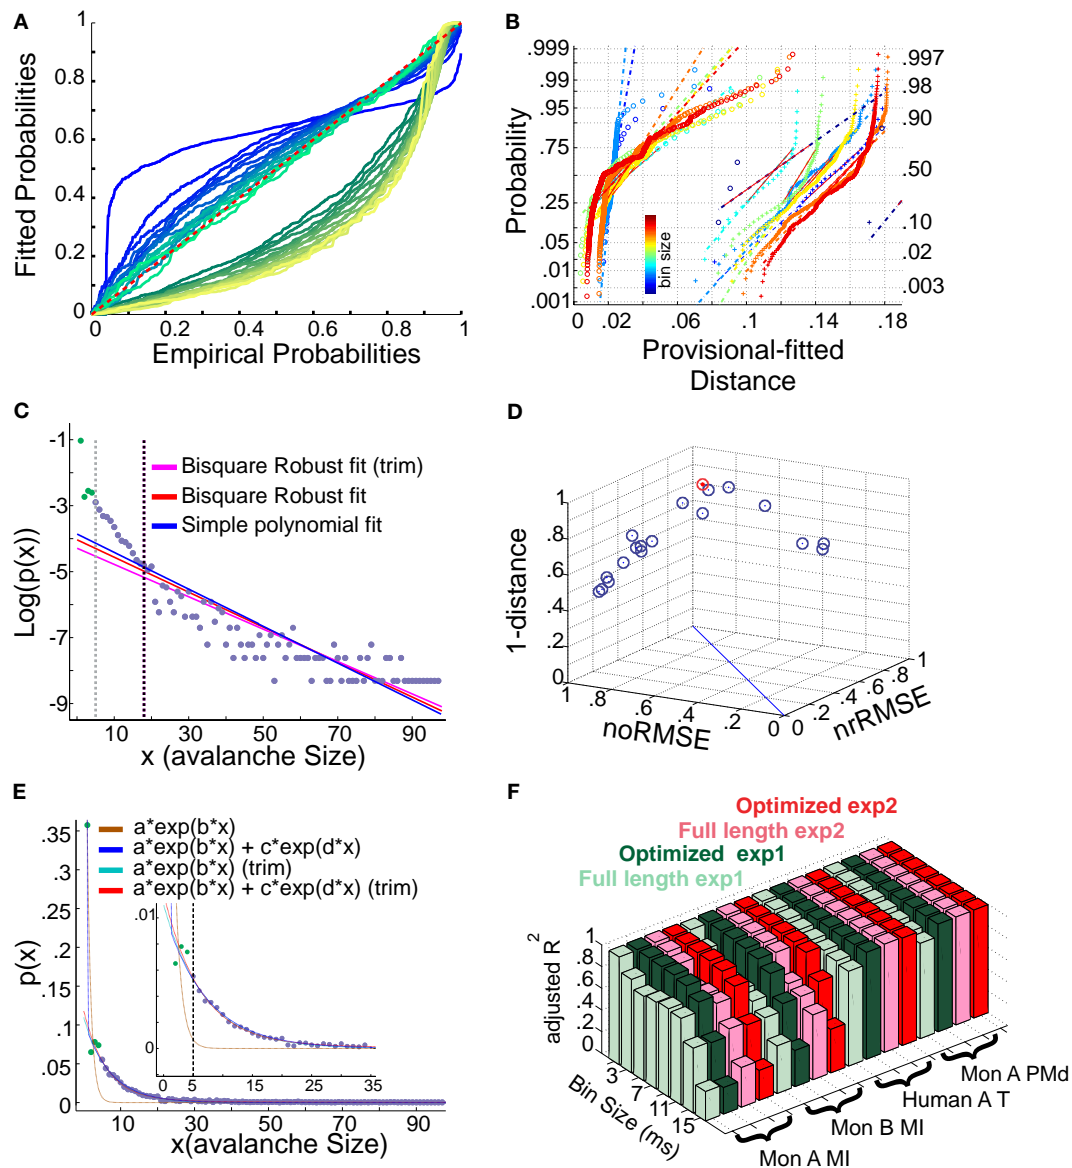 A
1
0.8
0.6
0.4
0.2
0
Fitted Probabilities
0
0.2
0.4
0.6
0.8
1
Empirical Probabilities
B
.999
.99
.95
.75
.25
.05
.01
.001
Probability
.997
.98
.90
.50
.10
.02
.003
bin size
0
.02
.06
.1
.14
.18
Provisional-fitted
Distance
C
-1
-3
-5
-7
-9
Log(p(x))
Bisquare Robust fit (trim)
Bisquare Robust fit
Simple polynomial fit
10
30
50
70
90
x (avalanche Size)
D
1
.8
.6
.4
.2
0
1-distance
1
.8
.6
.4
.2
0
noRMSE
0
.2
.4
.6
.8
1
nrRMSE
E
.35
.3
.25
.2
.15
.1
.05
0
p(x)
a*exp(b*x)
a*exp(b*x) + c*exp(d*x)
a*exp(b*x) (trim)
a*exp(b*x) + c*exp(d*x) (trim)
.01
0
0
5
15
25
35
10
30
50
70
90
x(avalanche Size)
F
Optimized exp2
Full length exp2
Optimized exp1
Full length exp1
1
.8
.6
.4
.2
0
adjusted R2
3
7
11
15
Bin Size (ms)
Mon A PMd
Human A T
Mon B MI
Mon A MI